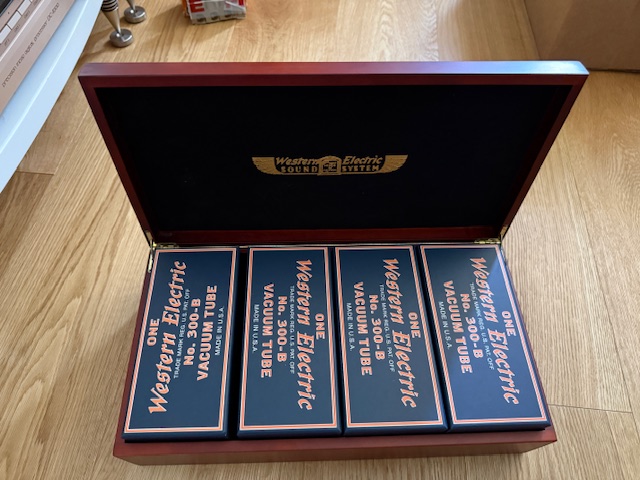 Western Electric
SOUND SYSTEM
ONE
Western Electric
TRADE MARK REG. U.S. PAT. OFF
No. 300-B
VACUUM TUBE
MADE IN U.S.A.
ONE
Western Electric
TRADE MARK REG. U.S. PAT. OFF
No. 300-B
VACUUM TUBE
MADE IN U.S.A.
ONE
Western Electric
TRADE MARK REG. U.S. PAT. OFF
No. 300-B
VACUUM TUBE
MADE IN U.S.A.
ONE
Western Electric
TRADE MARK REG. U.S. PAT. OFF
No. 300-B
VACUUM TUBE
MADE IN U.S.A.